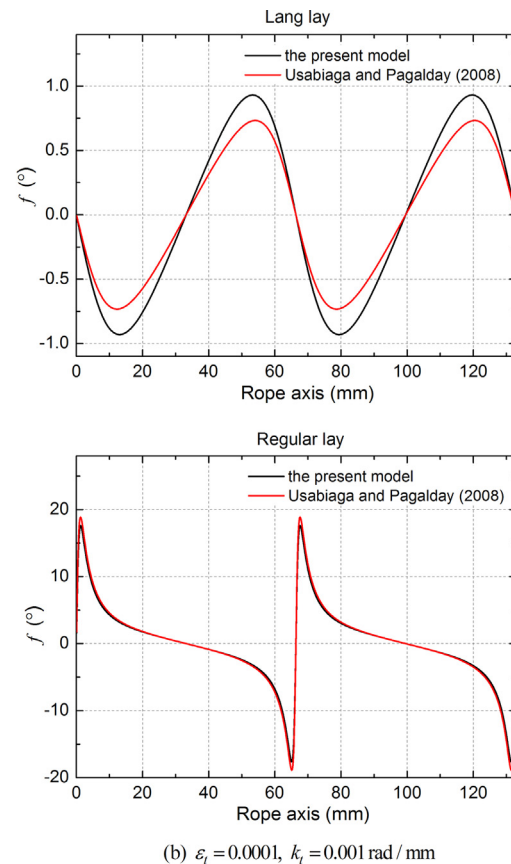 Lang lay
the present model
Usabiaga and Pagalday (2008)
1.0
0.5
0.0
-0.5
-1.0
f (°)
0 20 40 60 80 100 120
Rope axis (mm)
Regular lay
the present model
Usabiaga and Pagalday (2008)
20
10
0
-10
-20
f (°)
0 20 40 60 80 100 120
Rope axis (mm)
(b) εt = 0.0001, kt = 0.001 rad / mm